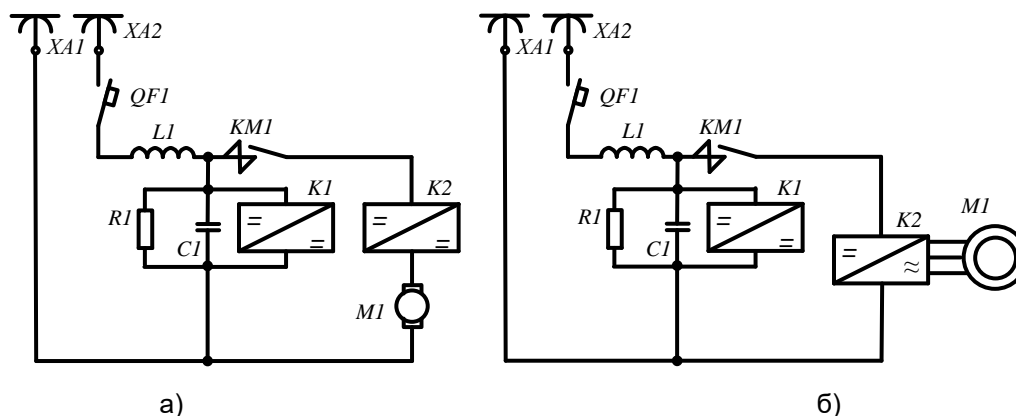 XA1
XA2
QF1
L1
KM1
R1
C1
K1
=
=
K2
=
=
M1
а)
XA1
XA2
QF1
L1
KM1
R1
C1
K1
=
=
K2
=
≈
M1
б)